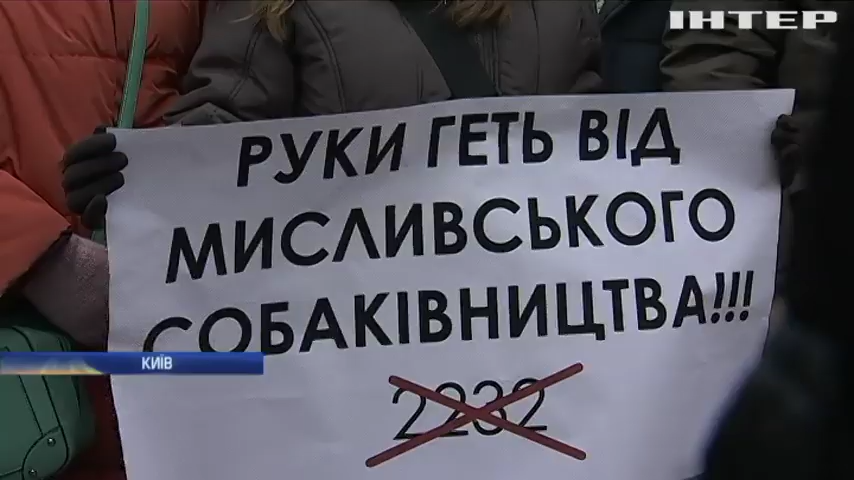 ІНТЕР
РУКИ ГЕТЬ ВІД
МИСЛИВСЬКОГО
СОБАКІВНИЦТВА!!!
КИЇВ
2232